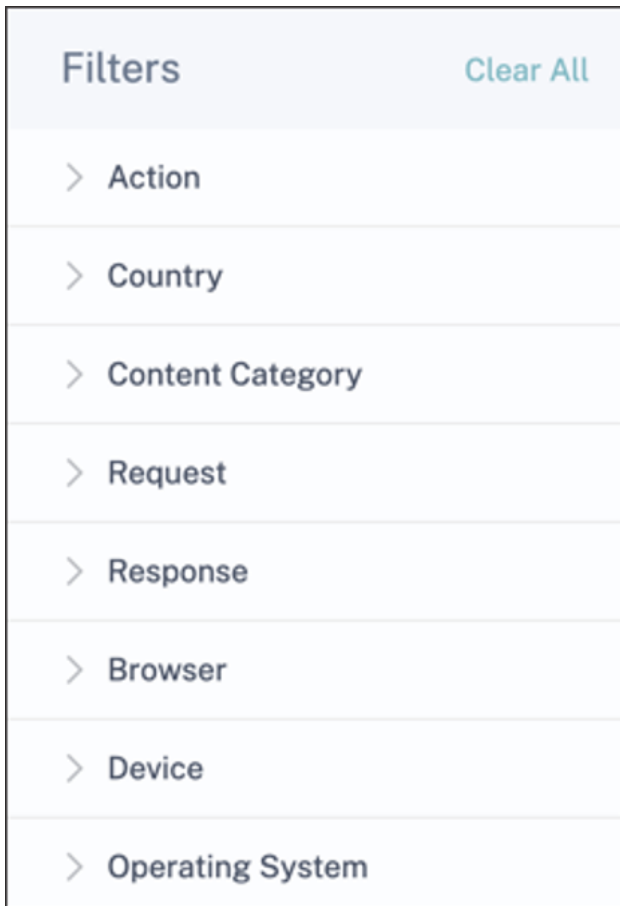 Filters Clear All
Action
Country
Content Category
Request
Response
Browser
Device
Operating System